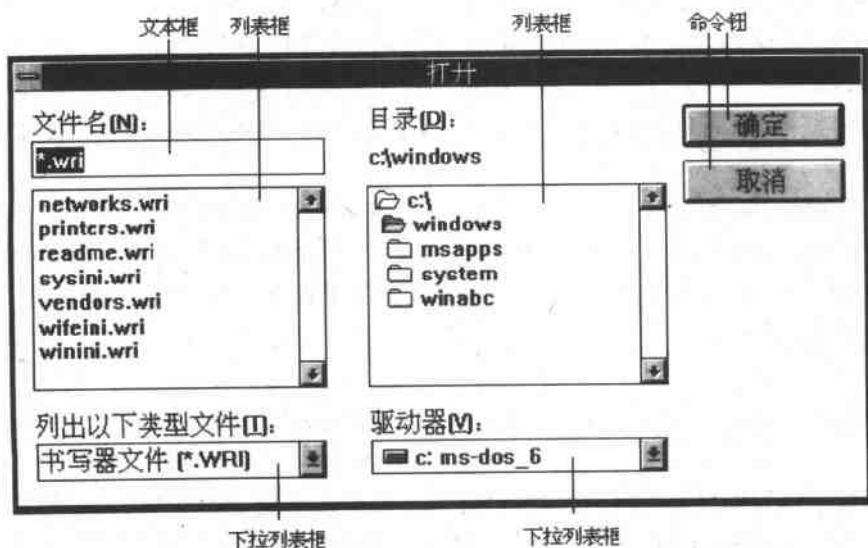 文本框 列表框 列表框 命令钮
打开
文件名(N):
*.wri
networks.wri
printers.wri
readme.wri
sysini.wri
vendors.wri
wifeini.wri
winini.wri
列出以下类型文件(T):
书写器文件 (*.WRI)
目录(D):
c:\windows
c:\
windows
msapps
system
winabc
驱动器(V):
c: ms-dos_6
确定
取消
下拉列表框 下拉列表框